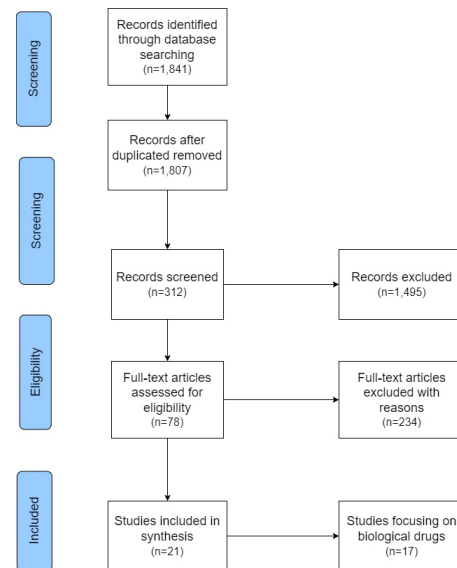 Screening
Records identified
through database
searching
(n=1,841)
Records after
duplicated removed
(n=1,807)
Screening
Records screened
(n=312)
Records excluded
(n=1,495)
Eligibility
Full-text articles
assessed for
eligibility
(n=78)
Full-text articles
excluded with
reasons
(n=234)
Included
Studies included in
synthesis
(n=21)
Studies focusing on
biological drugs
(n=17)